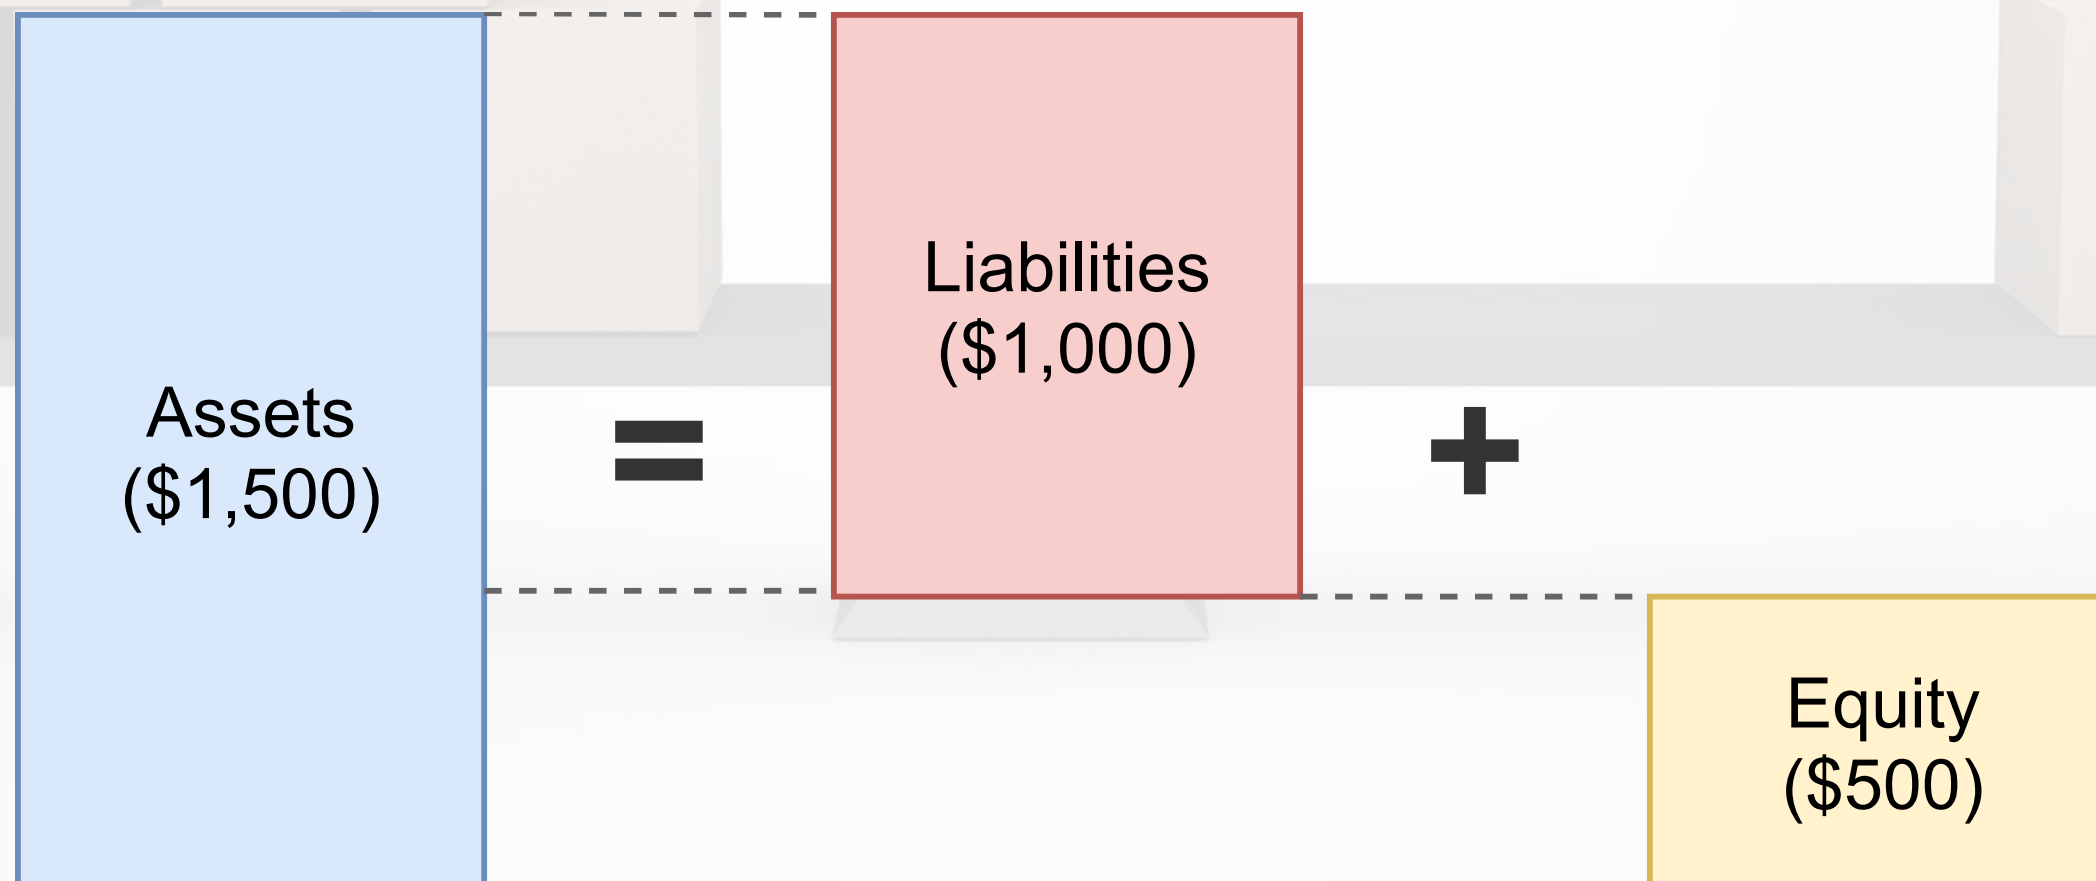 Assets
($1,500)
=
Liabilities
($1,000)
+
Equity
($500)